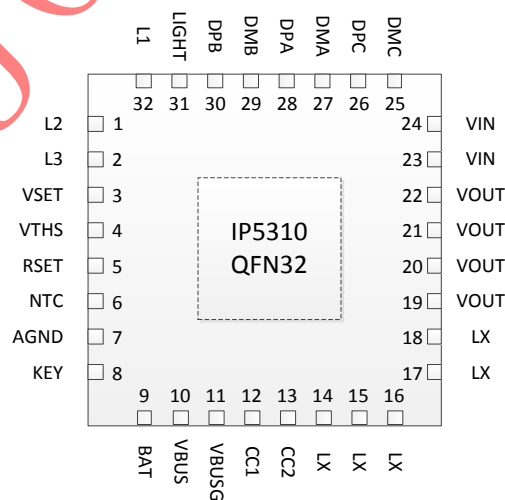 L1 LIGHT DPB DMB DPA DMA DPC DMC
32 31 30 29 28 27 26 25
L2 1 24 VIN
L3 2 23 VIN
VSET 3 22 VOUT
VTHS 4 21 VOUT
RSET 5 20 VOUT
NTC 6 19 VOUT
AGND 7 18 LX
KEY 8 17 LX
IP5310
QFN32
9 10 11 12 13 14 15 16
BAT VBUS VBUSG CC1 CC2 LX LX LX